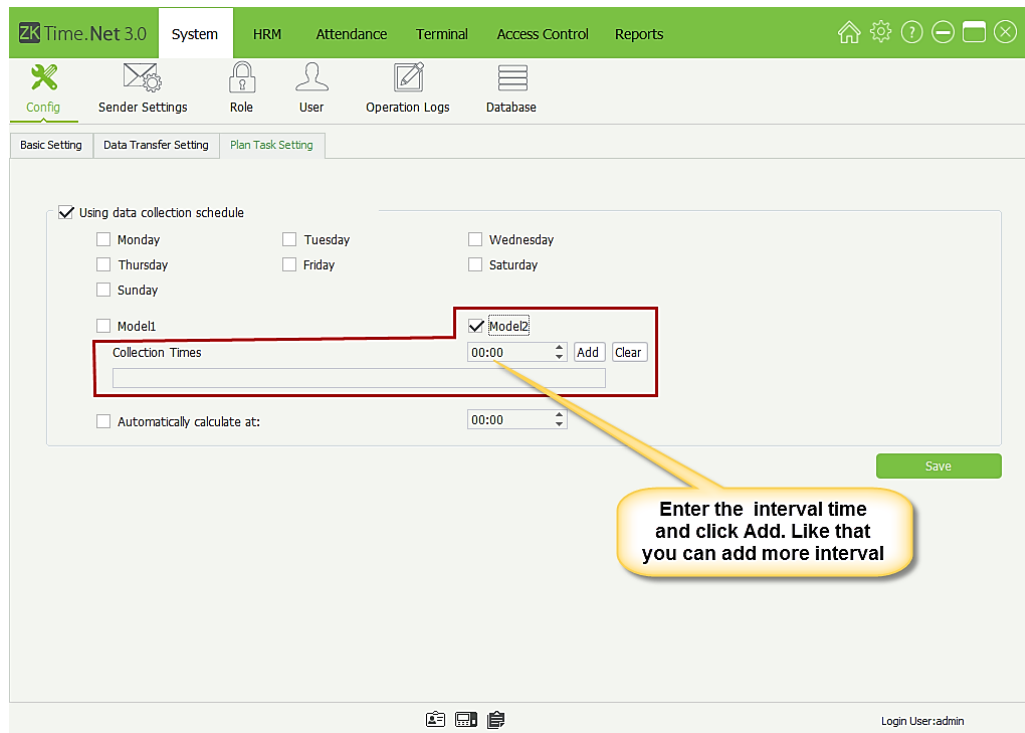 ZK Time.Net 3.0 System HRM Attendance Terminal Access Control Reports
Config Sender Settings Role User Operation Logs Database
Basic Setting Data Transfer Setting Plan Task Setting
Using data collection schedule
Monday Tuesday Wednesday
Thursday Friday Saturday
Sunday
Model1 Model2
Collection Times 00:00 Add Clear
Automatically calculate at: 00:00
Save
Enter the interval time
and click Add. Like that
you can add more interval
Login User:admin